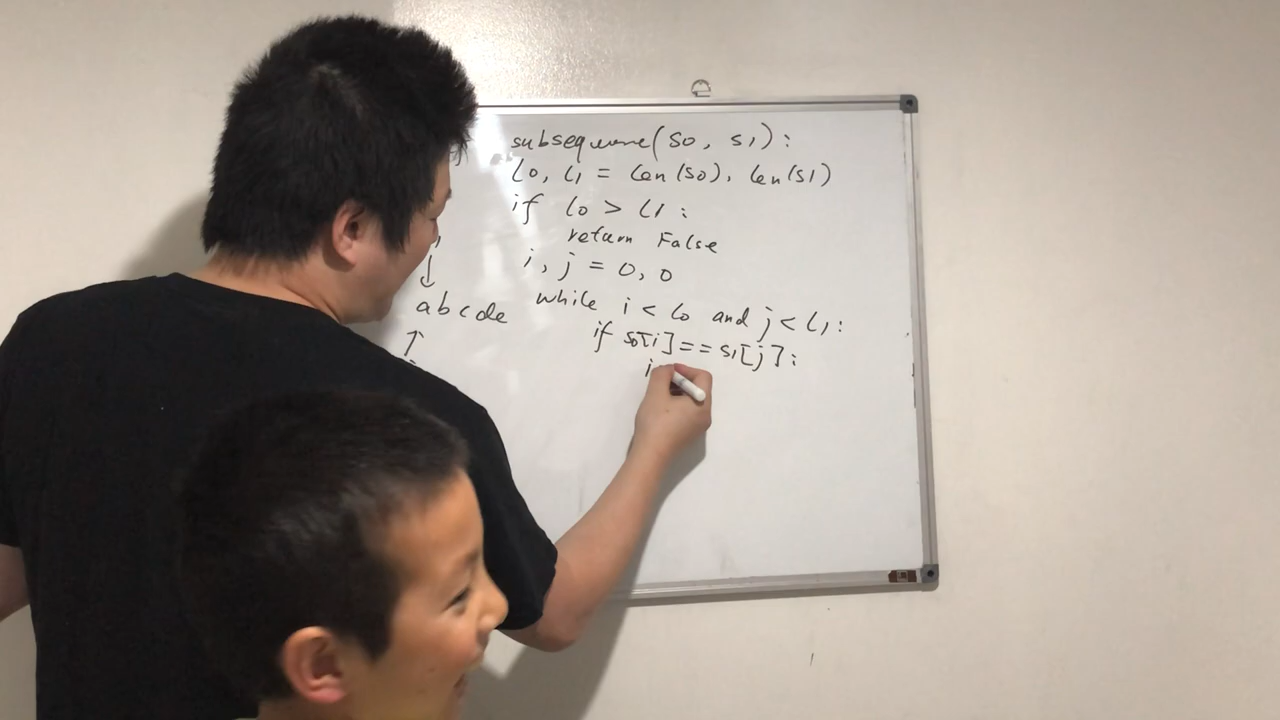 subsequence(s0, s1):
l0, l1 = len(s0), len(s1)
if l0 > l1:
return False
i, j = 0, 0
while i < l0 and j < l1:
if s0[i] == s1[j]:
i
abcde